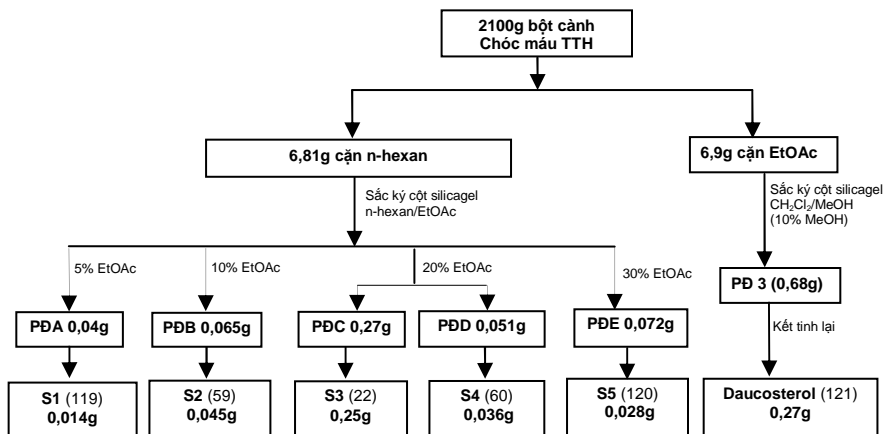 2100g bột cành
Chóc máu TTH
6,81g cặn n-hexan
6,9g cặn EtOAc
Sắc ký cột silicagel
n-hexan/EtOAc
Sắc ký cột silicagel
CH₂Cl₂/MeOH
(10% MeOH)
5% EtOAc
10% EtOAc
20% EtOAc
30% EtOAc
PĐ 3 (0,68g)
PĐA 0,04g
PĐB 0,065g
PĐC 0,27g
PĐD 0,051g
PĐE 0,072g
Kết tinh lại
S1 (119)
0,014g
S2 (59)
0,045g
S3 (22)
0,25g
S4 (60)
0,036g
S5 (120)
0,028g
Daucosterol (121)
0,27g